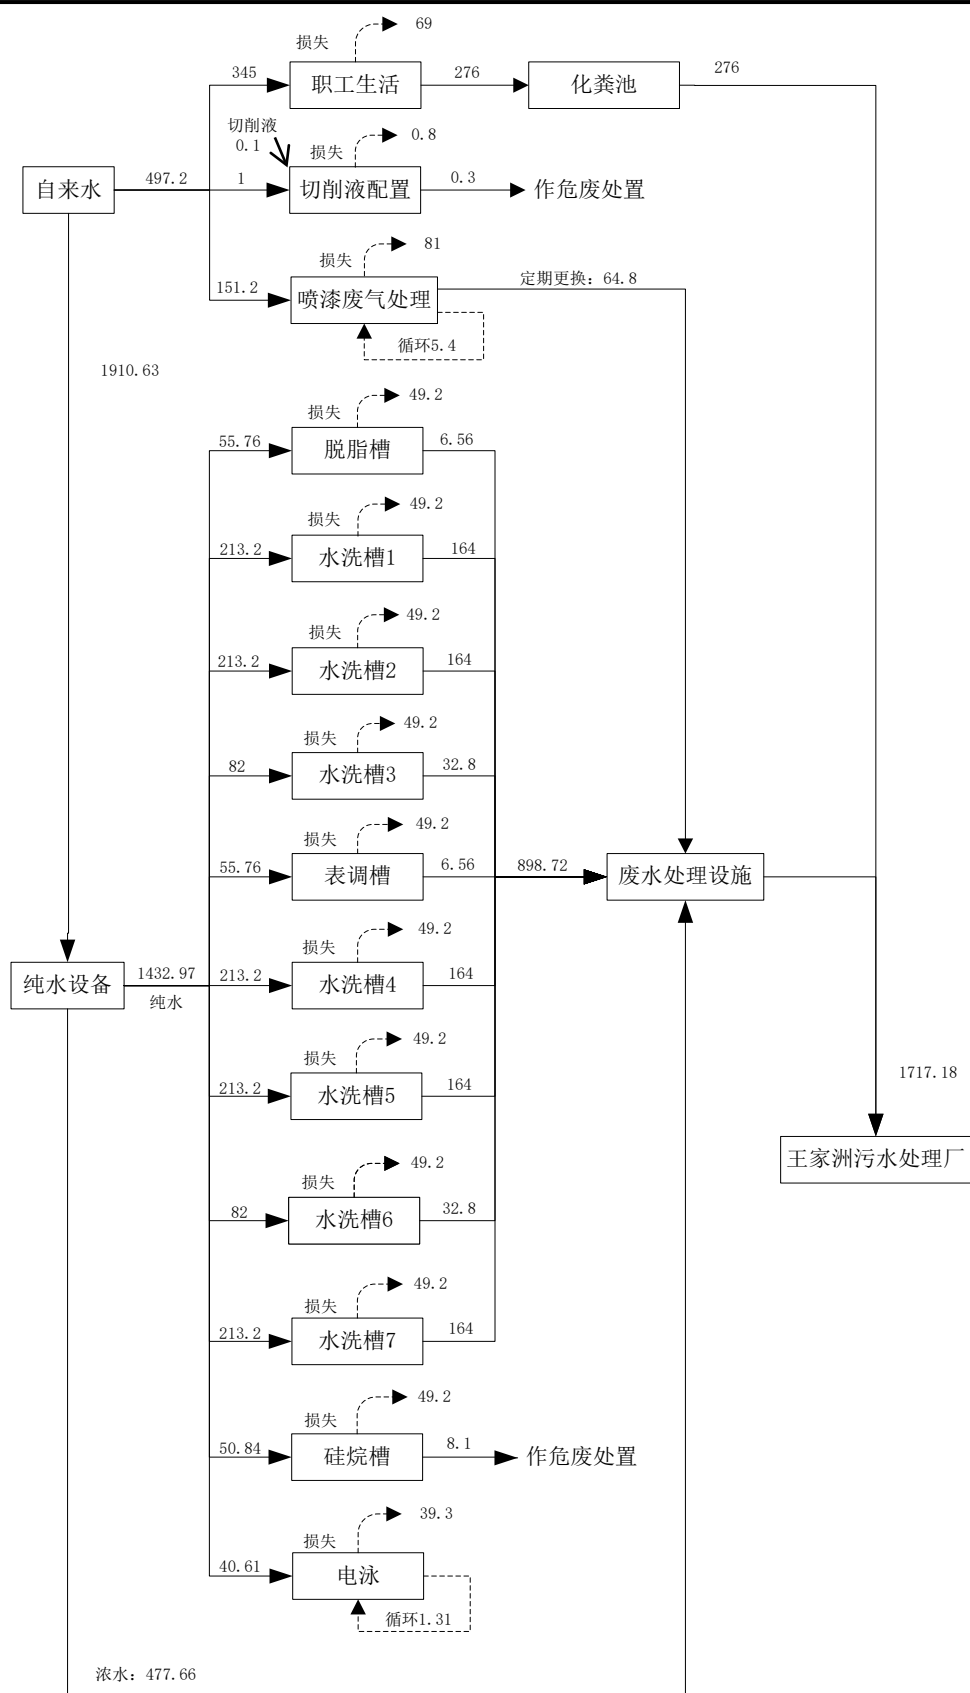 69
损失
345
职工生活
276
化粪池
276
切削液
0.1
损失
0.8
自来水
497.2
1
切削液配置
0.3
作危废处置
损失
81
151.2
喷漆废气处理
定期更换：64.8
循环5.4
1910.63
损失
49.2
55.76
脱脂槽
6.56
损失
49.2
213.2
水洗槽1
164
损失
49.2
213.2
水洗槽2
164
损失
49.2
82
水洗槽3
32.8
损失
49.2
55.76
表调槽
6.56
898.72
废水处理设施
损失
49.2
纯水设备
1432.97
纯水
213.2
水洗槽4
164
损失
49.2
213.2
水洗槽5
164
1717.18
王家洲污水处理厂
损失
49.2
82
水洗槽6
32.8
损失
49.2
213.2
水洗槽7
164
损失
49.2
50.84
硅烷槽
8.1
作危废处置
损失
39.3
40.61
电泳
循环1.31
浓水：477.66